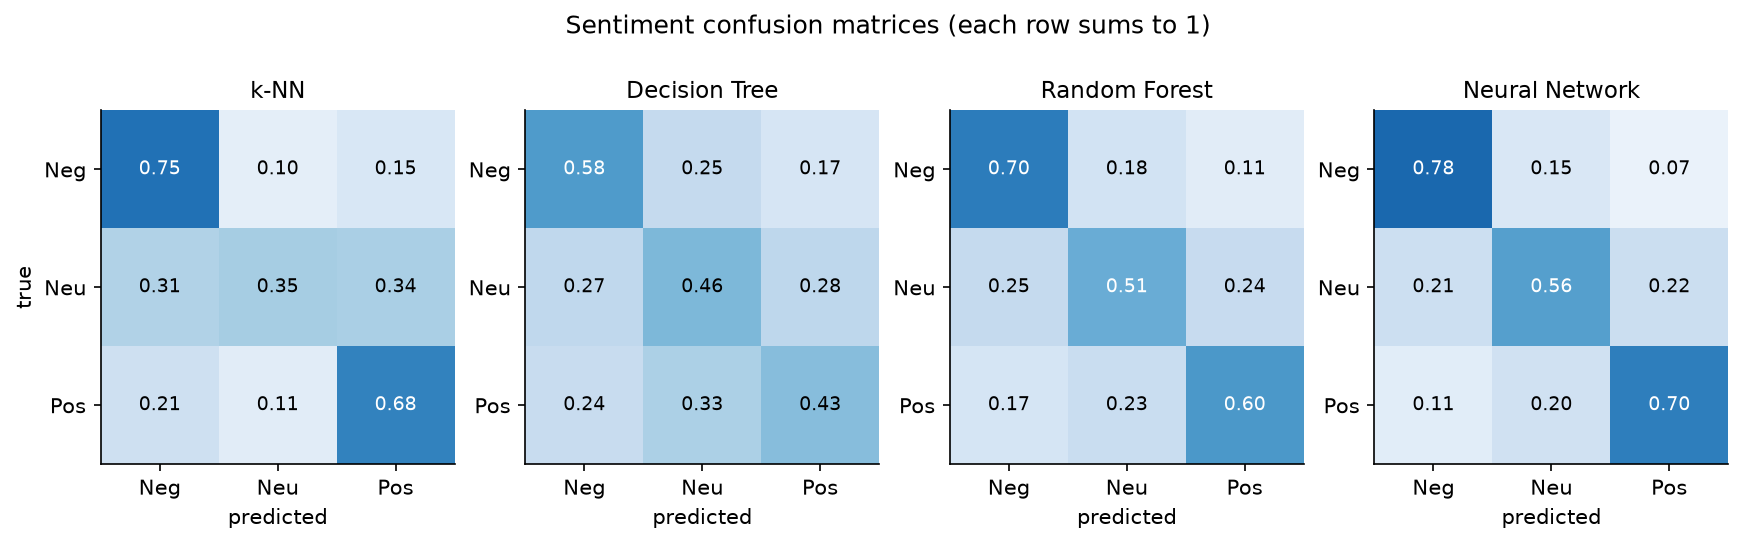 Sentiment confusion matrices (each row sums to 1)
k-NN
Neg 0.75 0.10 0.15
Neu 0.31 0.35 0.34
Pos 0.21 0.11 0.68
Neg Neu Pos
predicted
true
Decision Tree
Neg 0.58 0.25 0.17
Neu 0.27 0.46 0.28
Pos 0.24 0.33 0.43
Neg Neu Pos
predicted
Random Forest
Neg 0.70 0.18 0.11
Neu 0.25 0.51 0.24
Pos 0.17 0.23 0.60
Neg Neu Pos
predicted
Neural Network
Neg 0.78 0.15 0.07
Neu 0.21 0.56 0.22
Pos 0.11 0.20 0.70
Neg Neu Pos
predicted